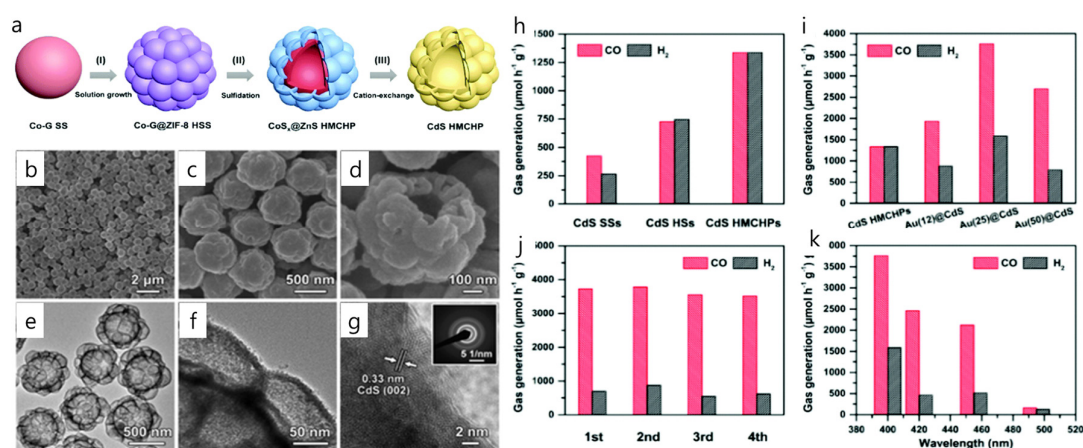 a
(I)
Solution growth
(II)
Sulfidation
(III)
Cation-exchange
Co-G SS
Co-G@ZIF-8 HSS
CoSx@ZnS HMCHP
CdS HMCHP
b
2 µm
c
500 nm
d
100 nm
e
500 nm
f
50 nm
g
0.33 nm
CdS (002)
5 1/nm
2 nm
h
Gas generation (µmol h⁻¹ g⁻¹)
1500
1250
1000
750
500
250
0
CO
H₂
CdS SSs
CdS HSs
CdS HMCHPs
i
Gas generation (µmol h⁻¹ g⁻¹)
4000
3500
3000
2500
2000
1500
1000
500
0
CO
H₂
CdS HMCHPs
Au(12)@CdS
Au(25)@CdS
Au(50)@CdS
j
Gas generation (µmol h⁻¹ g⁻¹)
5000
4000
3000
2000
1000
0
CO
H₂
1st
2nd
3rd
4th
k
Gas generation (µmol h⁻¹ g⁻¹)
3500
3000
2500
2000
1500
1000
500
0
CO
H₂
380
400
420
440
460
480
500
520
Wavelength (nm)